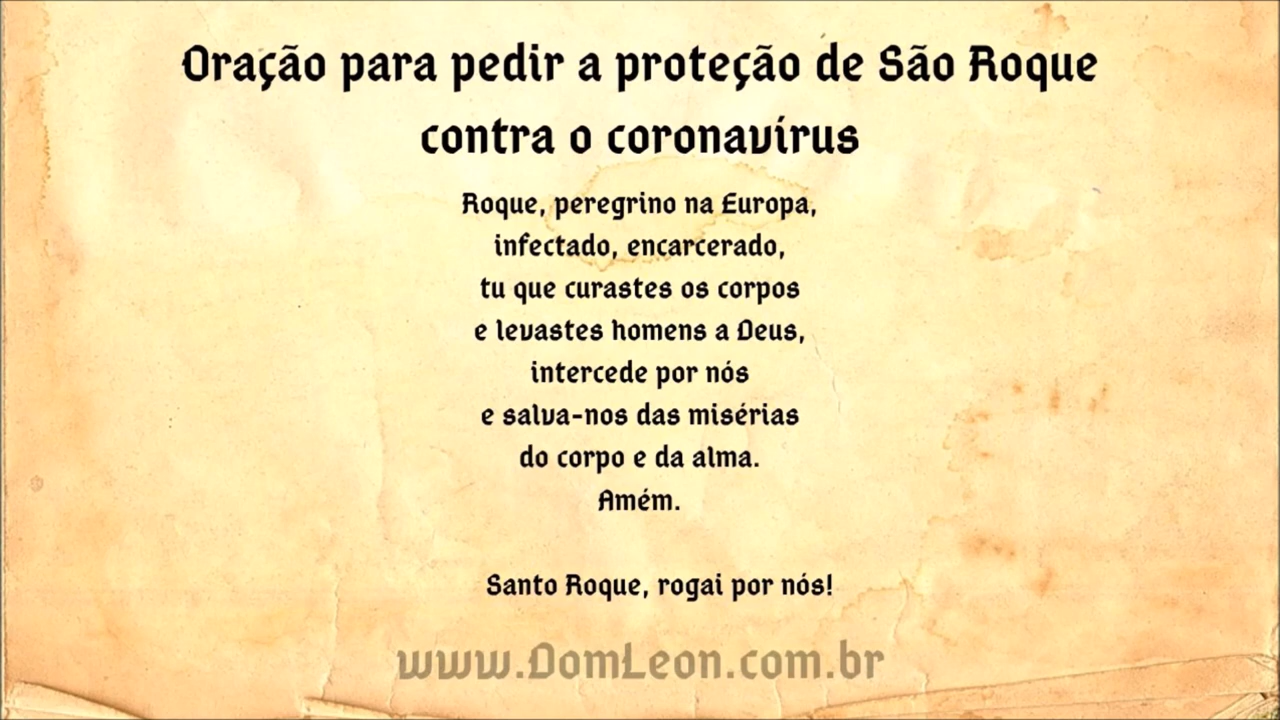 Oração para pedir a proteção de São Roque
contra o coronavírus
Roque, peregrino na Europa,
infectado, encarcerado,
tu que curastes os corpos
e levastes homens a Deus,
intercede por nós
e salva-nos das misérias
do corpo e da alma.
Amém.
Santo Roque, rogai por nós!
www.DomLeon.com.br